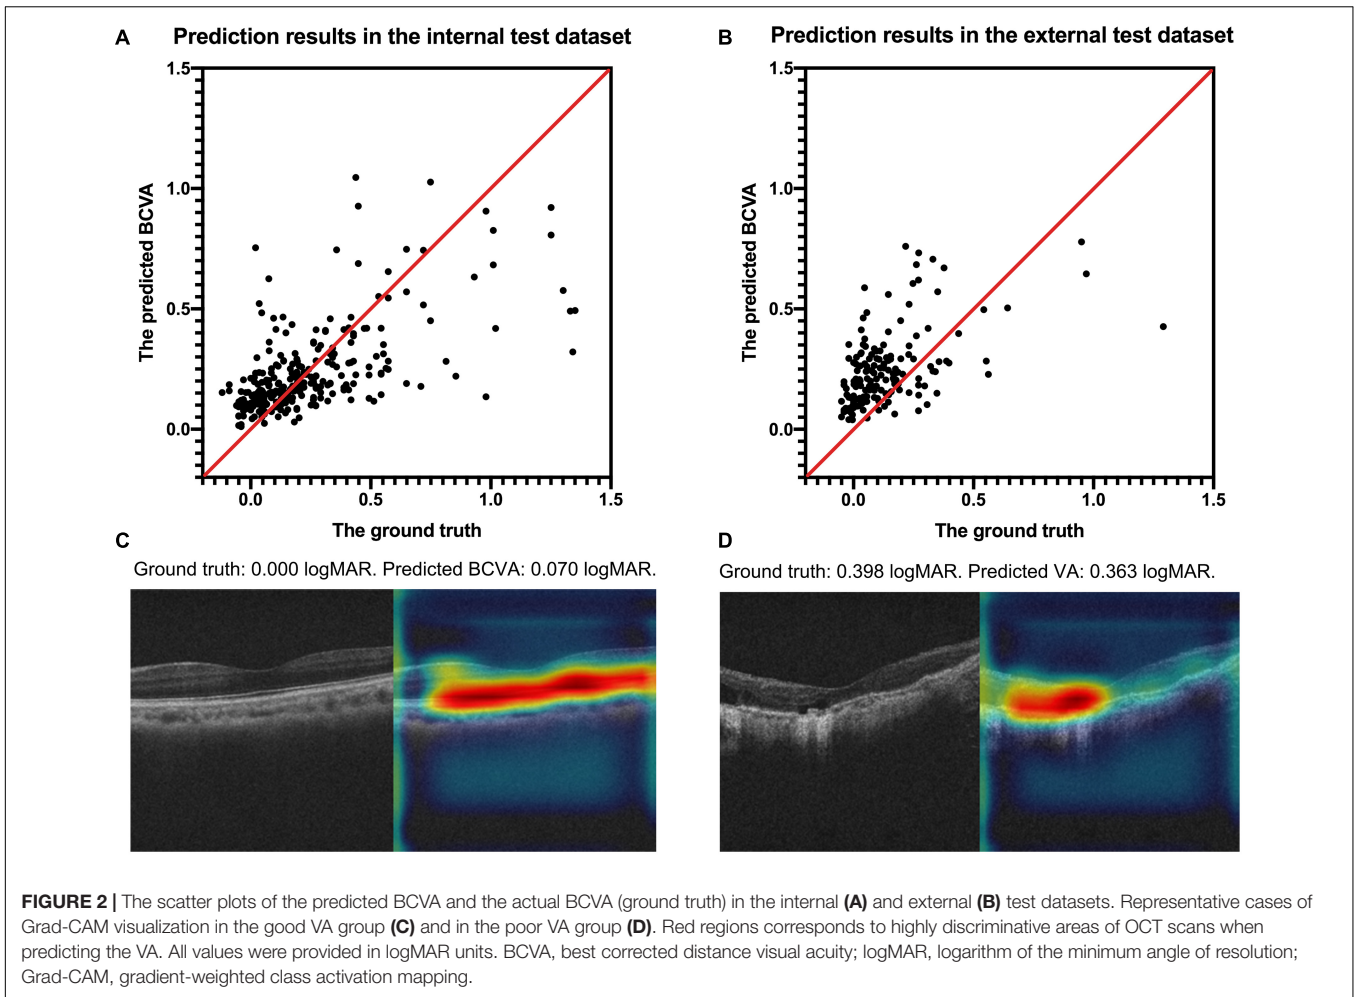 A
Prediction results in the internal test dataset
1.5
1.0
0.5
0.0
The predicted BCVA
0.0 0.5 1.0 1.5
The ground truth
B
Prediction results in the external test dataset
1.5
1.0
0.5
0.0
The predicted BCVA
0.0 0.5 1.0 1.5
The ground truth
C
Ground truth: 0.000 logMAR. Predicted BCVA: 0.070 logMAR.
D
Ground truth: 0.398 logMAR. Predicted VA: 0.363 logMAR.
FIGURE 2 | The scatter plots of the predicted BCVA and the actual BCVA (ground truth) in the internal (A) and external (B) test datasets. Representative cases of
Grad-CAM visualization in the good VA group (C) and in the poor VA group (D). Red regions corresponds to highly discriminative areas of OCT scans when
predicting the VA. All values were provided in logMAR units. BCVA, best corrected distance visual acuity; logMAR, logarithm of the minimum angle of resolution;
Grad-CAM, gradient-weighted class activation mapping.